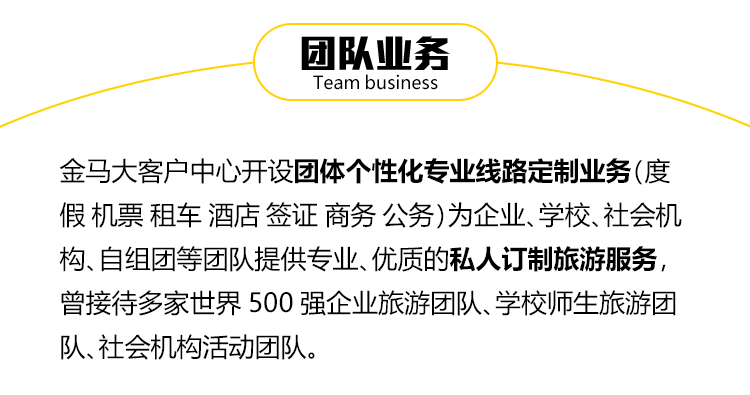 团队业务
Team business
金马大客户中心开设团体个性化专业线路定制业务（度
假 机票 租车 酒店 签证 商务 公务）为企业、学校、社会机
构、自组团等团队提供专业、优质的私人订制旅游服务，
曾接待多家世界 500 强企业旅游团队、学校师生旅游团
队、社会机构活动团队。